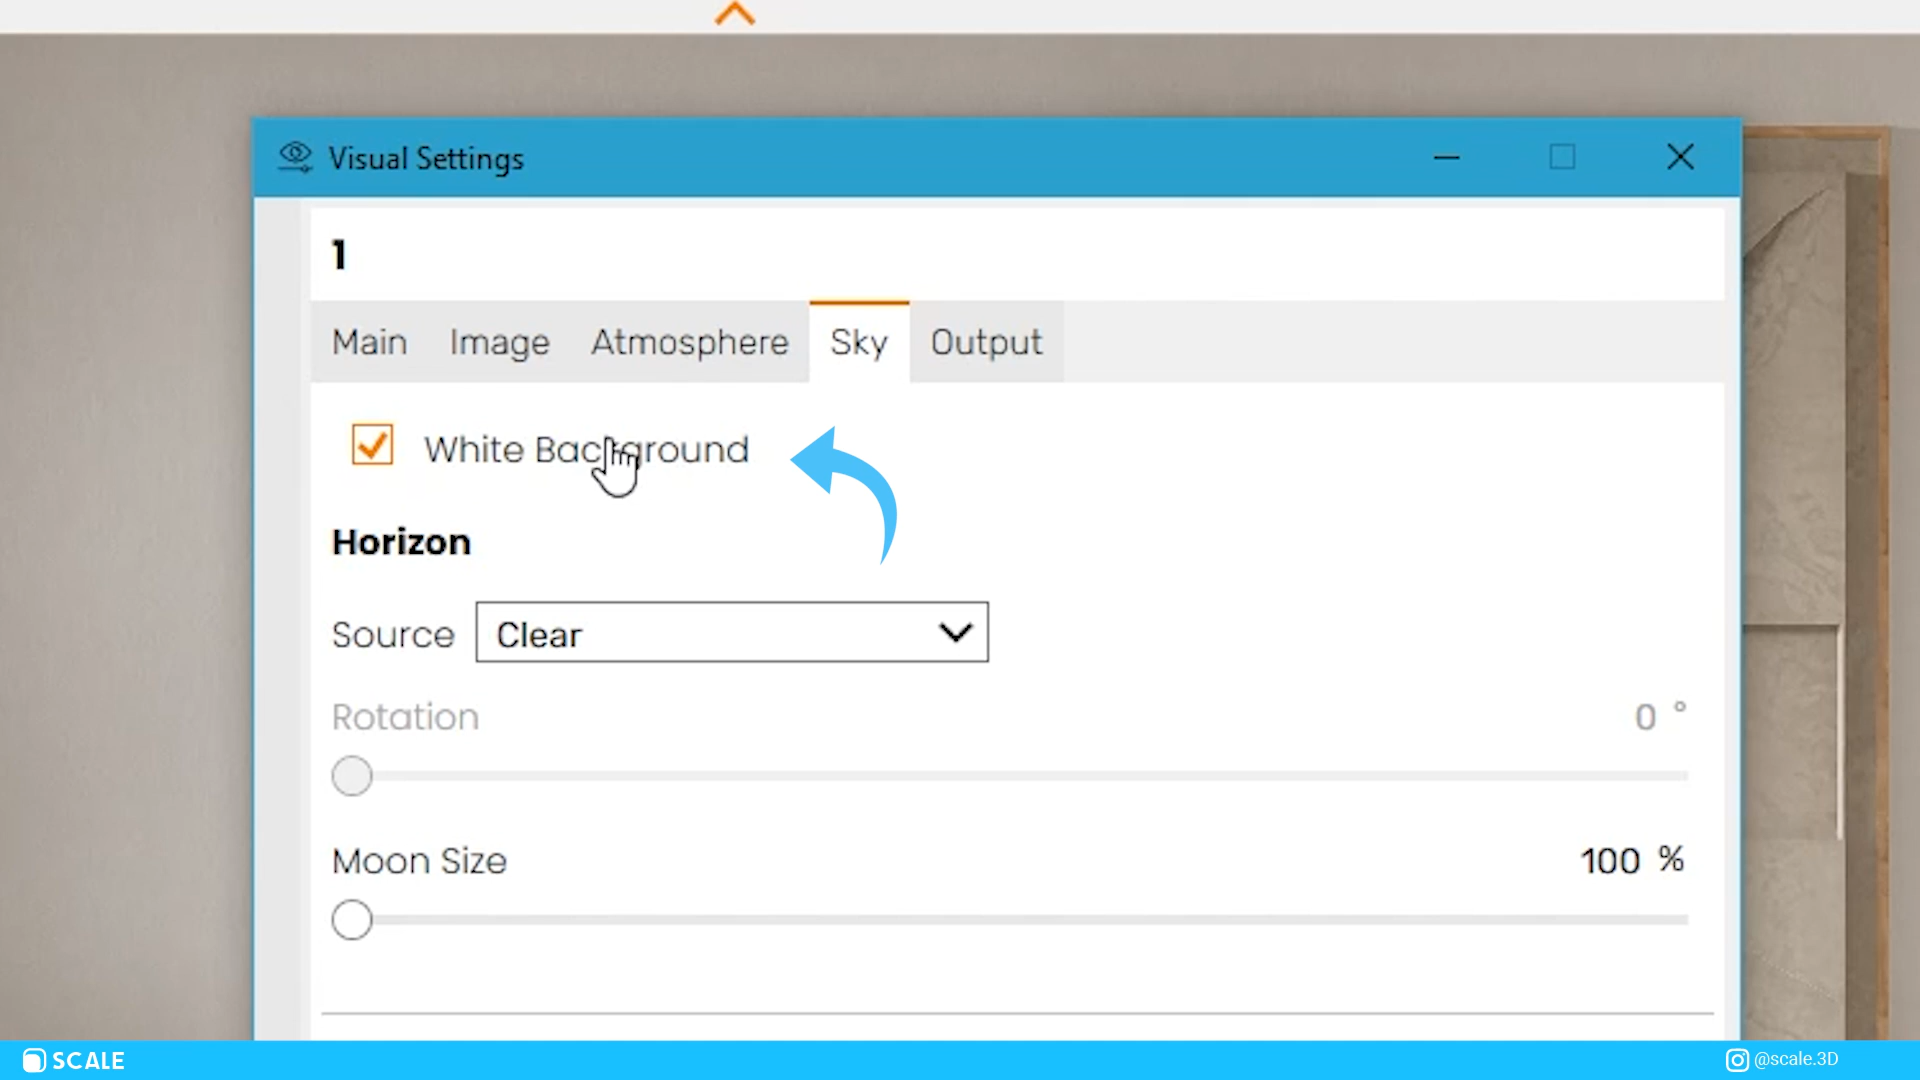 Visual Settings
1
Main Image Atmosphere Sky Output
White Background
Horizon
Source Clear
Rotation 0 °
Moon Size 100 %
SCALE @scale.3D